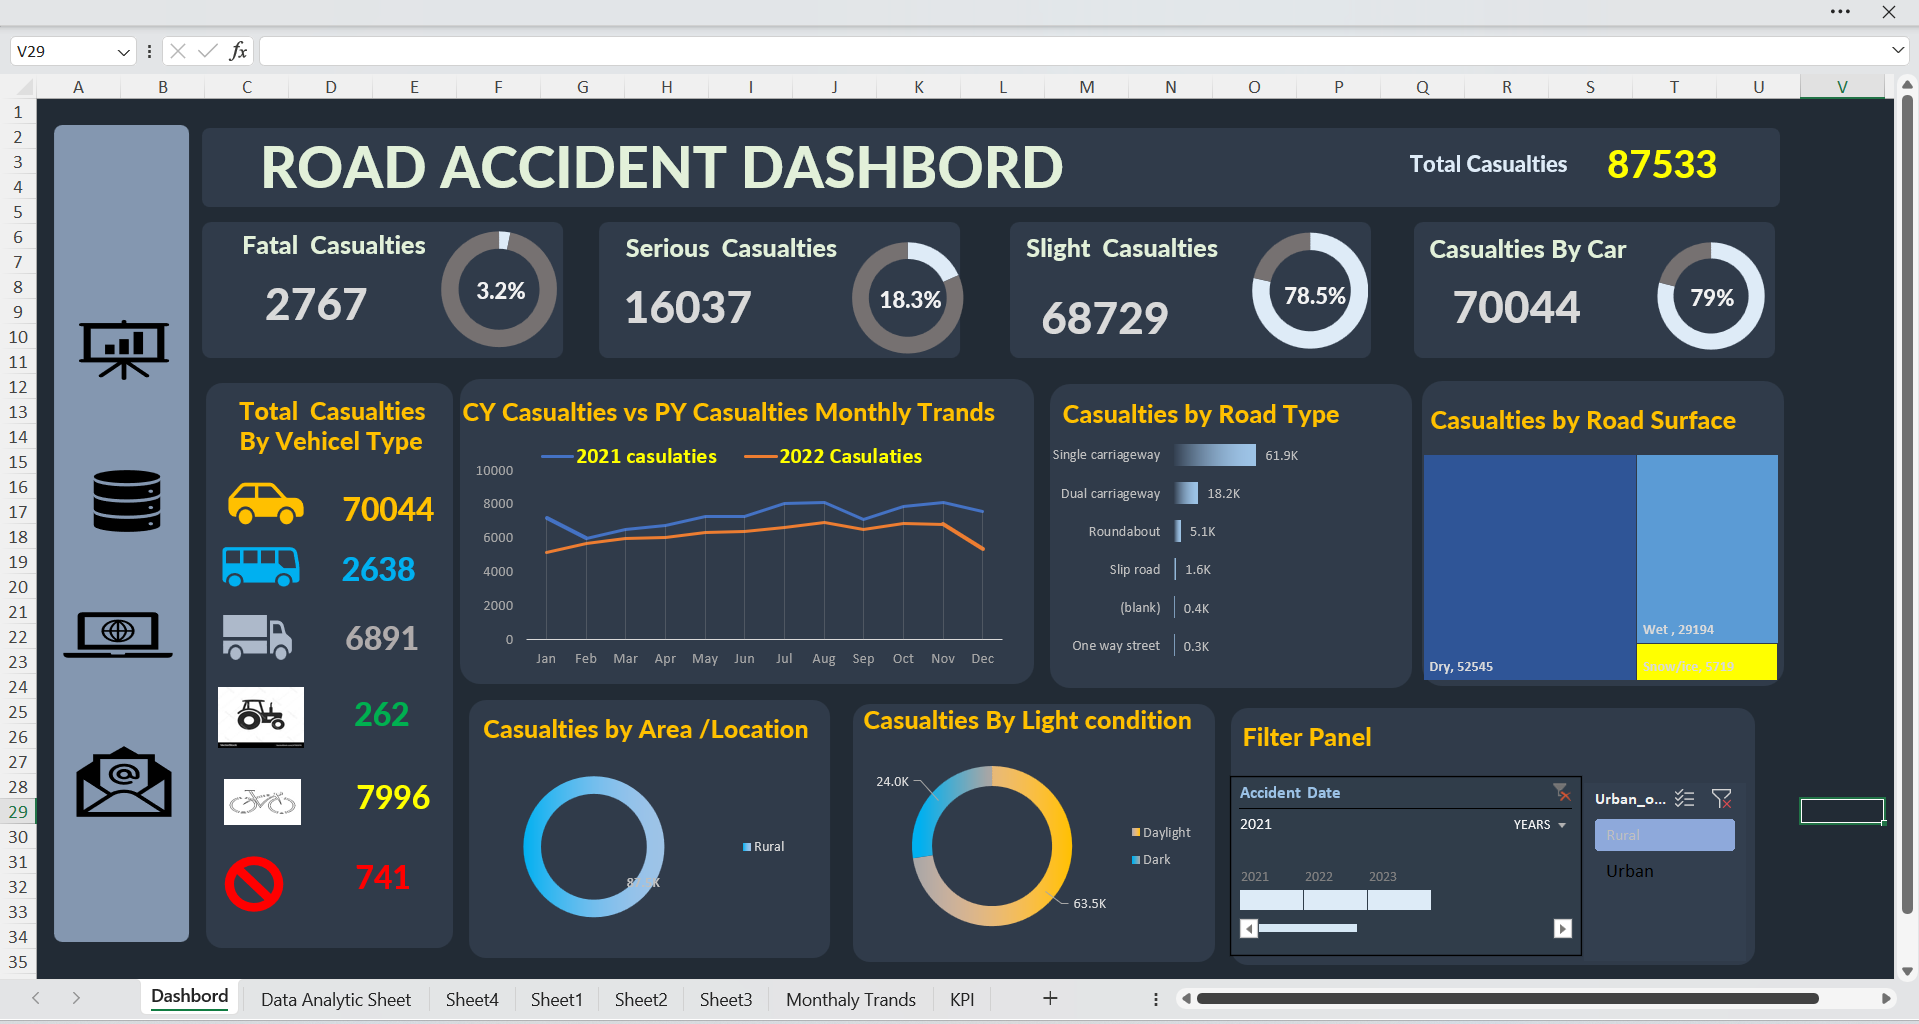 V29
fx
A B C D E F G H I J K L M N O P Q R S T U V
1
2
3
4
5
6
7
8
9
10
11
12
13
14
15
16
17
18
19
20
21
22
23
24
25
26
27
28
29
30
31
32
33
34
35
ROAD ACCIDENT DASHBORD
Total Casualties 87533
Fatal Casualties
2767
3.2%
Serious Casualties
16037
18.3%
Slight Casualties
68729
78.5%
Casualties By Car
70044
79%
Total Casualties
By Vehicel Type
70044
2638
6891
262
7996
741
CY Casualties vs PY Casualties Monthly Trands
2021 casulaties 2022 Casulaties
10000
8000
6000
4000
2000
0
Jan Feb Mar Apr May Jun Jul Aug Sep Oct Nov Dec
Casualties by Road Type
Single carriageway 61.9K
Dual carriageway 18.2K
Roundabout 5.1K
Slip road 1.6K
(blank) 0.4K
One way street 0.3K
Casualties by Road Surface
Wet , 29194
Dry, 52545
Snow/Ice,
Casualties by Area /Location
Rural
Casualties By Light condition
24.0K
Daylight
Dark
63.5K
Filter Panel
Accident Date
2021 YEARS
2021 2022 2023
Urban_o...
Rural
Urban
Dashbord Data Analytic Sheet Sheet4 Sheet1 Sheet2 Sheet3 Monthaly Trands KPI